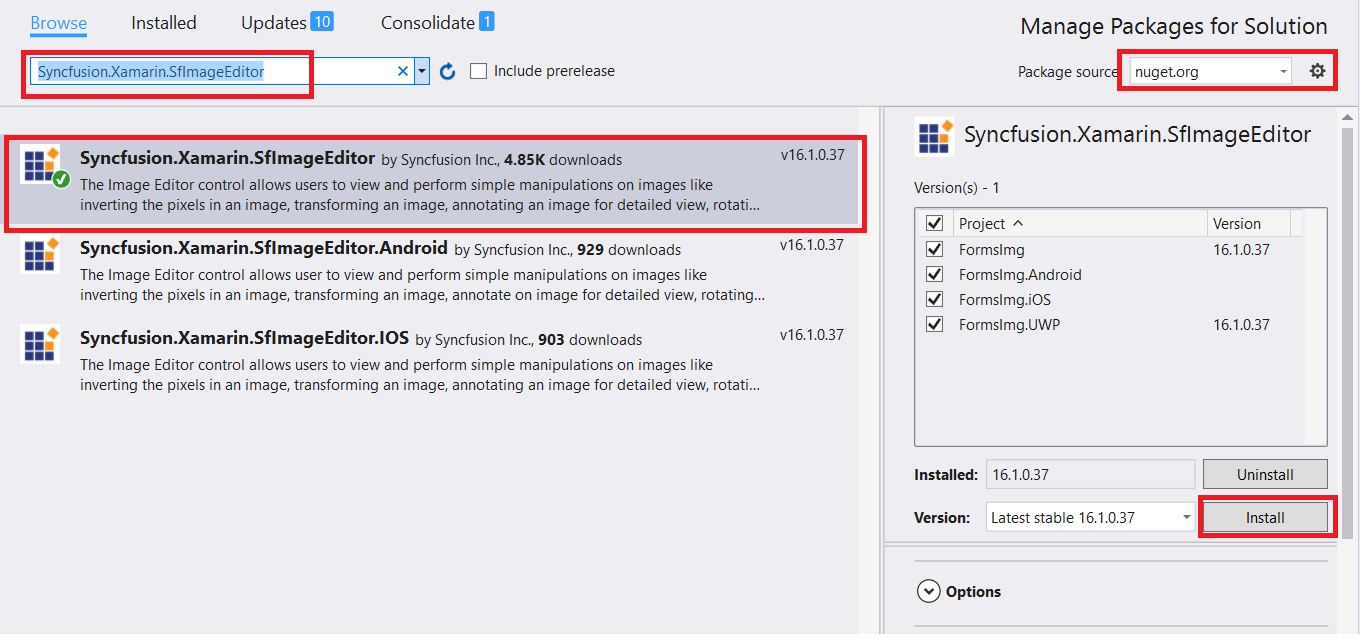 Browse Installed Updates 10 Consolidate 1
Manage Packages for Solution
Syncfusion.Xamarin.SfImageEditor
Include prerelease
Package source
nuget.org
Syncfusion.Xamarin.SfImageEditor by Syncfusion Inc., 4.85K downloads v16.1.0.37
The Image Editor control allows users to view and perform simple manipulations on images like
inverting the pixels in an image, transforming an image, annotating an image for detailed view, rotati...
Syncfusion.Xamarin.SfImageEditor.Android by Syncfusion Inc., 929 downloads v16.1.0.37
The Image Editor control allows user to view and perform simple manipulations on images like
inverting the pixels in an image, transforming an image, annotate on image for detailed view, rotating...
Syncfusion.Xamarin.SfImageEditor.IOS by Syncfusion Inc., 903 downloads v16.1.0.37
The Image Editor control allows users to view and perform simple manipulations on images like
inverting the pixels in an image, transforming an image, annotating an image for detailed view, rotati...
Syncfusion.Xamarin.SfImageEditor
Version(s) - 1
Project Version
FormsImg 16.1.0.37
FormsImg.Android
FormsImg.iOS
FormsImg.UWP 16.1.0.37
Installed: 16.1.0.37 Uninstall
Version: Latest stable 16.1.0.37 Install
Options